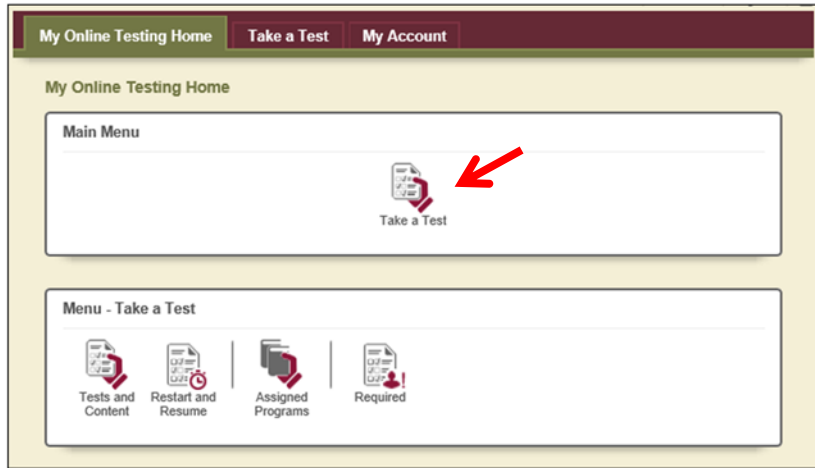 My Online Testing Home Take a Test My Account
My Online Testing Home
Main Menu
Take a Test
Menu - Take a Test
Tests and Content
Restart and Resume
Assigned Programs
Required